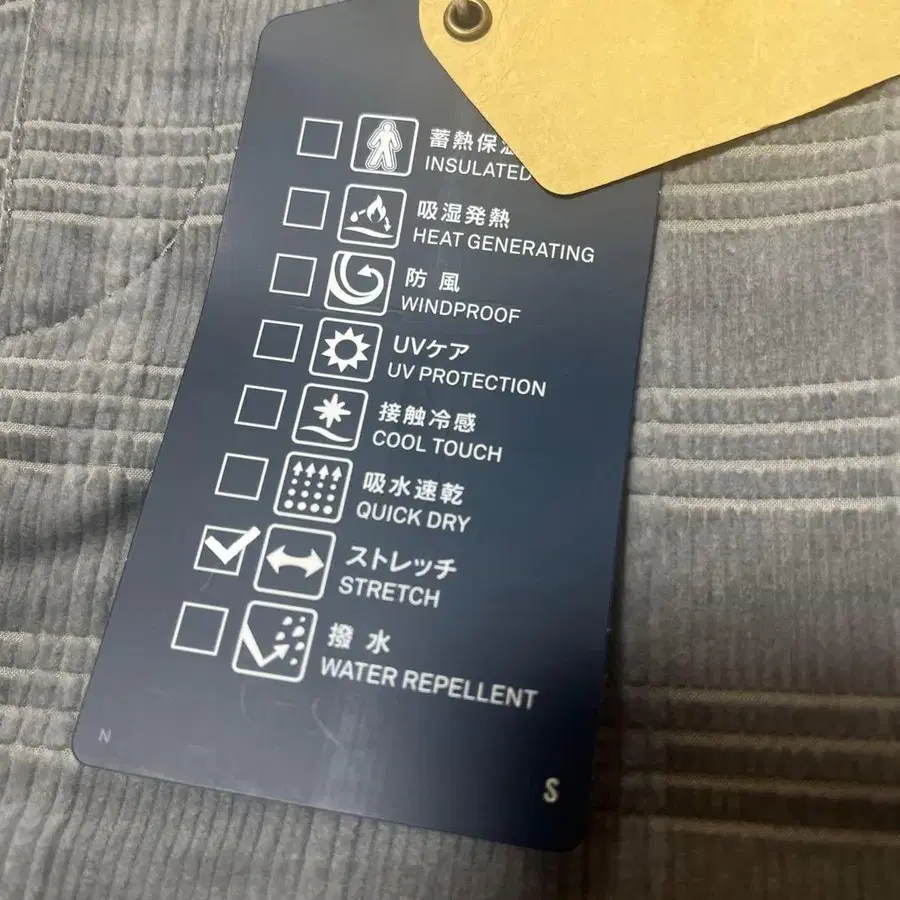 蓄熱保温
INSULATED
吸湿発熱
HEAT GENERATING
防風
WINDPROOF
UVケア
UV PROTECTION
接触冷感
COOL TOUCH
吸水速乾
QUICK DRY
ストレッチ
STRETCH
撥水
WATER REPELLENT
N
S